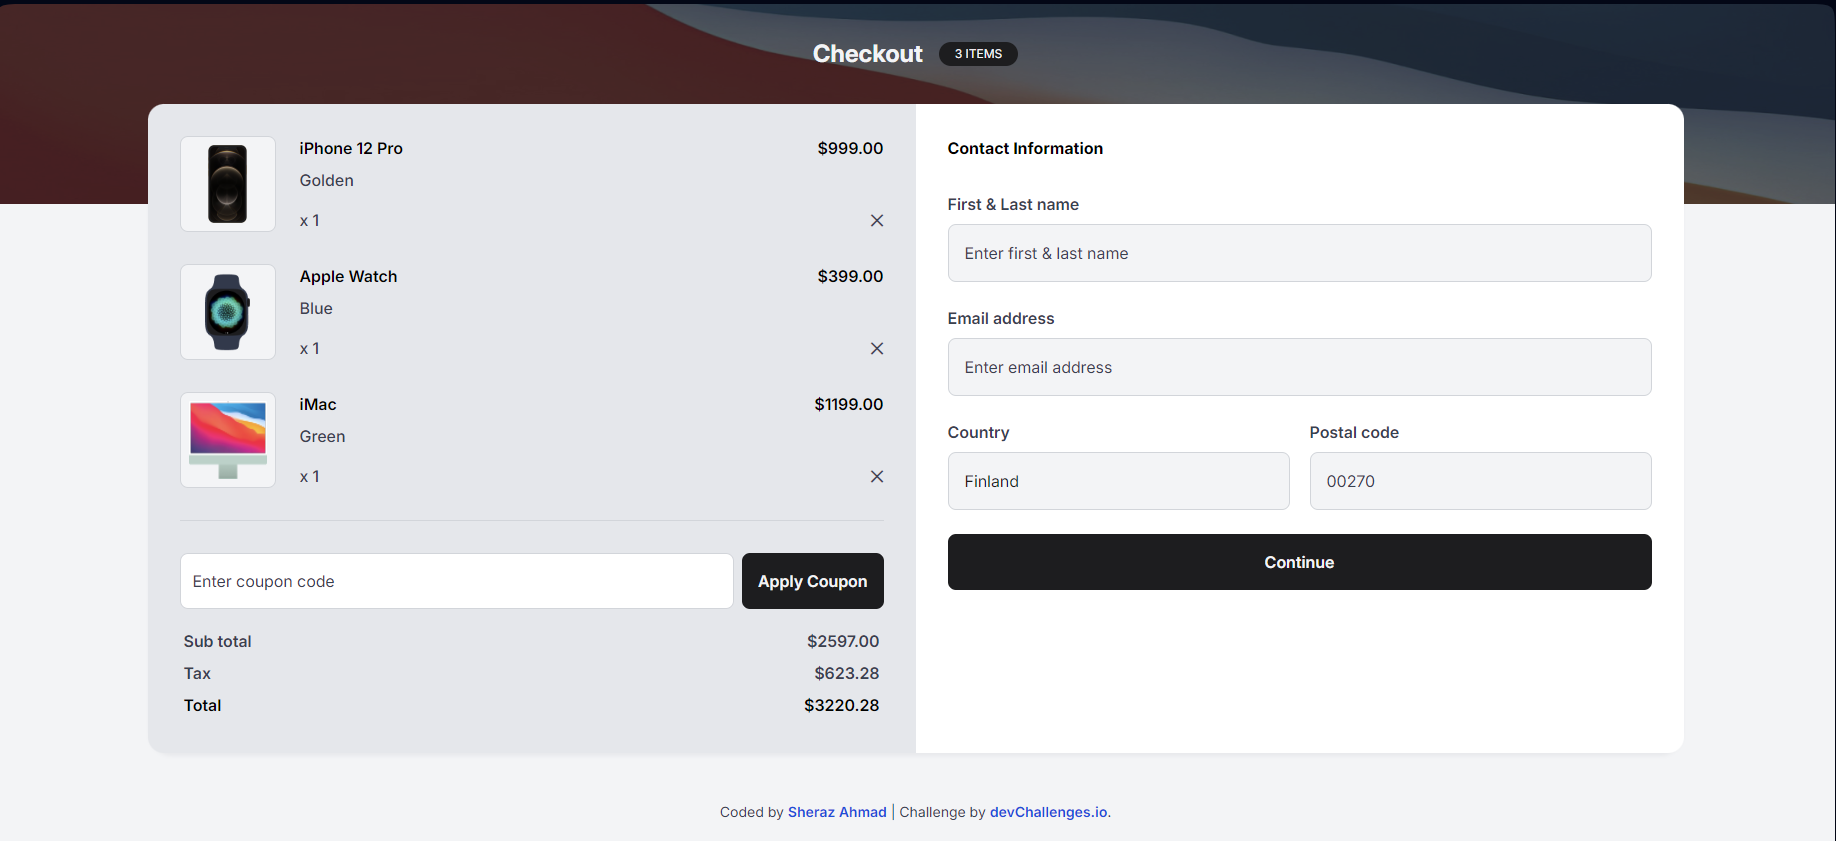 Checkout 3 ITEMS
iPhone 12 Pro $999.00
Golden
x 1
Apple Watch $399.00
Blue
x 1
iMac $1199.00
Green
x 1
Enter coupon code Apply Coupon
Sub total $2597.00
Tax $623.28
Total $3220.28
Contact Information
First & Last name
Enter first & last name
Email address
Enter email address
Country Postal code
Finland 00270
Continue
Coded by Sheraz Ahmad | Challenge by devChallenges.io.